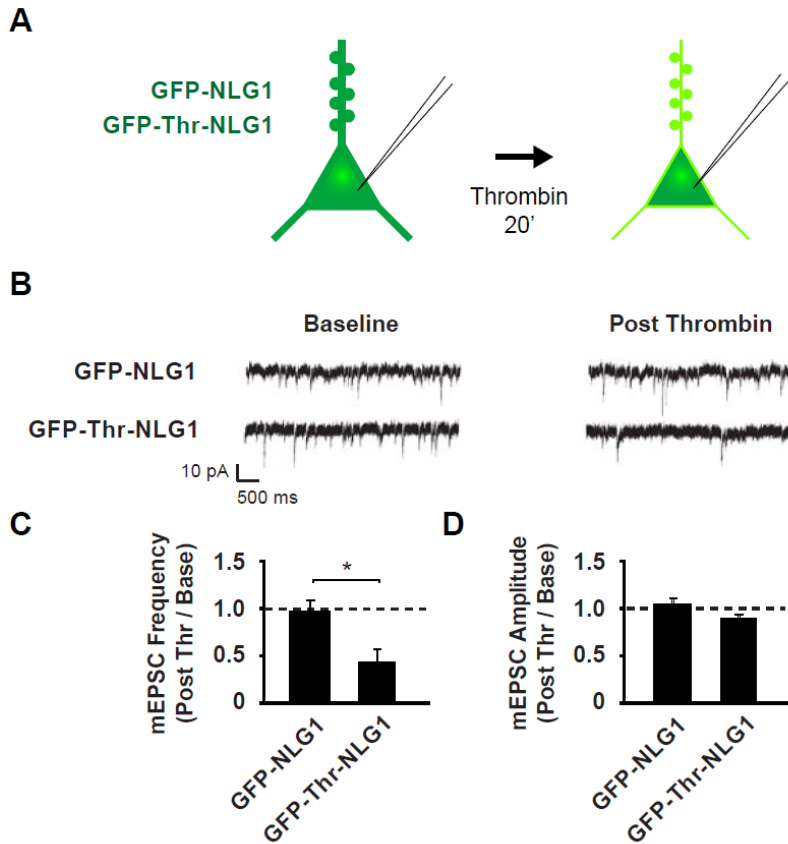 A
GFP-NLG1
GFP-Thr-NLG1
Thrombin
20'
B
Baseline
Post Thrombin
GFP-NLG1
GFP-Thr-NLG1
10 pA
500 ms
C
mEPSC Frequency
(Post Thr / Base)
1.5
1.0
0.5
0
*
GFP-NLG1
GFP-Thr-NLG1
D
mEPSC Amplitude
(Post Thr / Base)
1.5
1.0
0.5
0
GFP-NLG1
GFP-Thr-NLG1